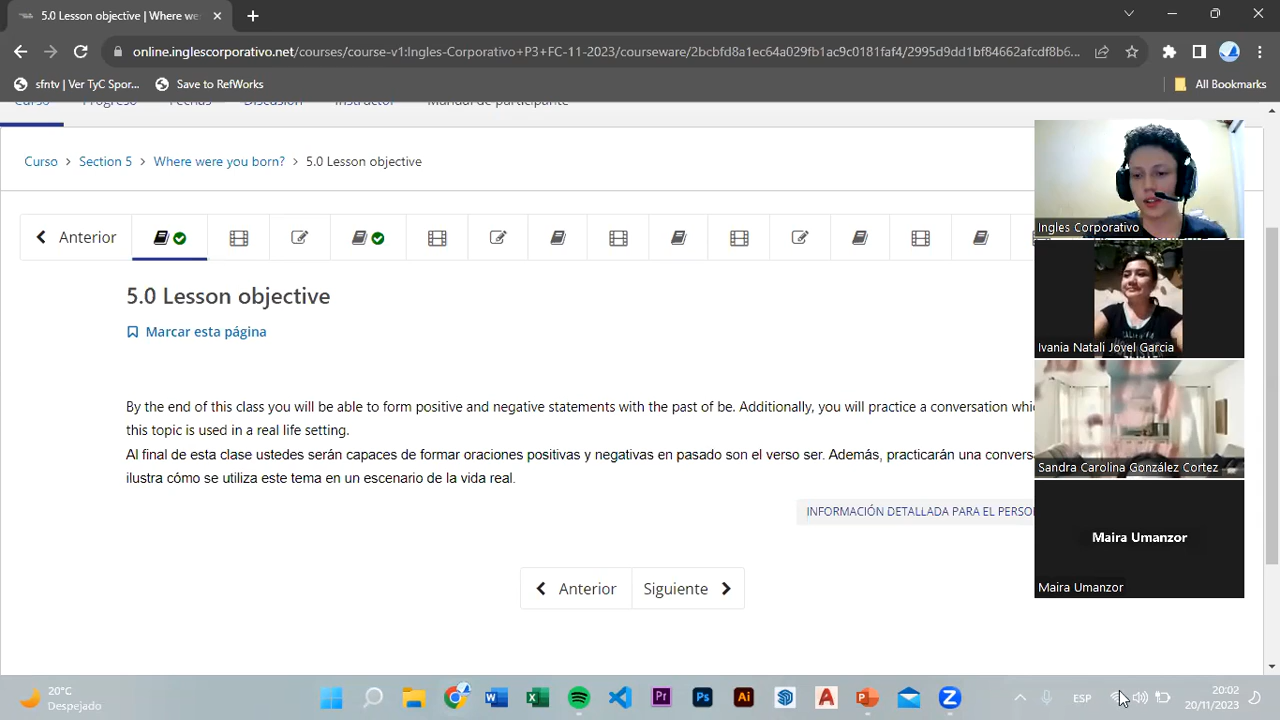 5.0 Lesson objective | Where wer
online.inglescorporativo.net/courses/course-v1:Ingles-Corporativo+P3+FC-11-2023/courseware/2bcbfd8a1ec64a029fb1ac9c0181faf4/2995d9dd1bf84662afcdf8b6...
sfntv | Ver TyC Spor...
Save to RefWorks
All Bookmarks
Curso Progreso Fechas Discusión Instructor Manual de participante
Curso > Section 5 > Where were you born? > 5.0 Lesson objective
Anterior
5.0 Lesson objective
Marcar esta página
By the end of this class you will be able to form positive and negative statements with the past of be. Additionally, you will practice a conversation whic
this topic is used in a real life setting.
Al final de esta clase ustedes serán capaces de formar oraciones positivas y negativas en pasado son el verso ser. Además, practicarán una convers
ilustra cómo se utiliza este tema en un escenario de la vida real.
INFORMACIÓN DETALLADA PARA EL PERSO
Anterior
Siguiente
Ingles Corporativo
Ivania Natali Jovel Garcia
Sandra Carolina González Cortez
Maira Umanzor
Maira Umanzor
20°C
Despejado
ESP
20:02
20/11/2023